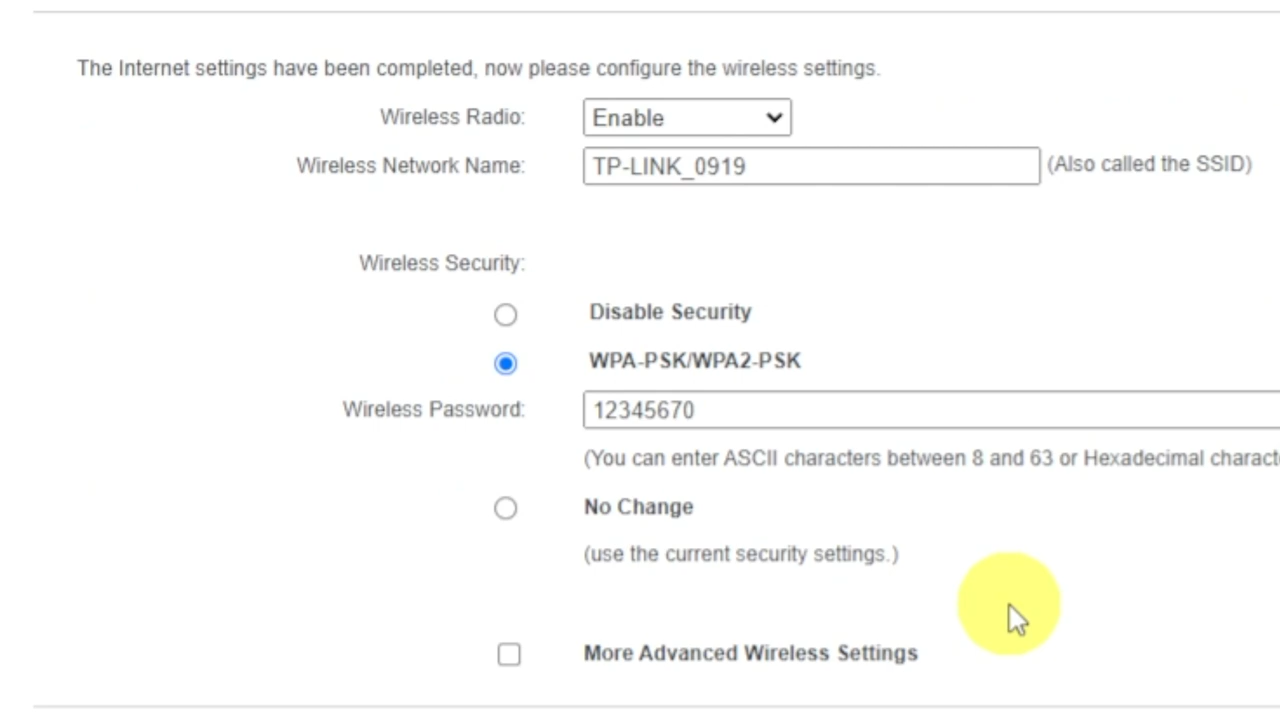 The Internet settings have been completed, now please configure the wireless settings.
Wireless Radio: Enable
Wireless Network Name: TP-LINK_0919 (Also called the SSID)
Wireless Security:
Disable Security
WPA-PSK/WPA2-PSK
Wireless Password: 12345670
(You can enter ASCII characters between 8 and 63 or Hexadecimal
No Change
(use the current security settings.)
More Advanced Wireless Settings